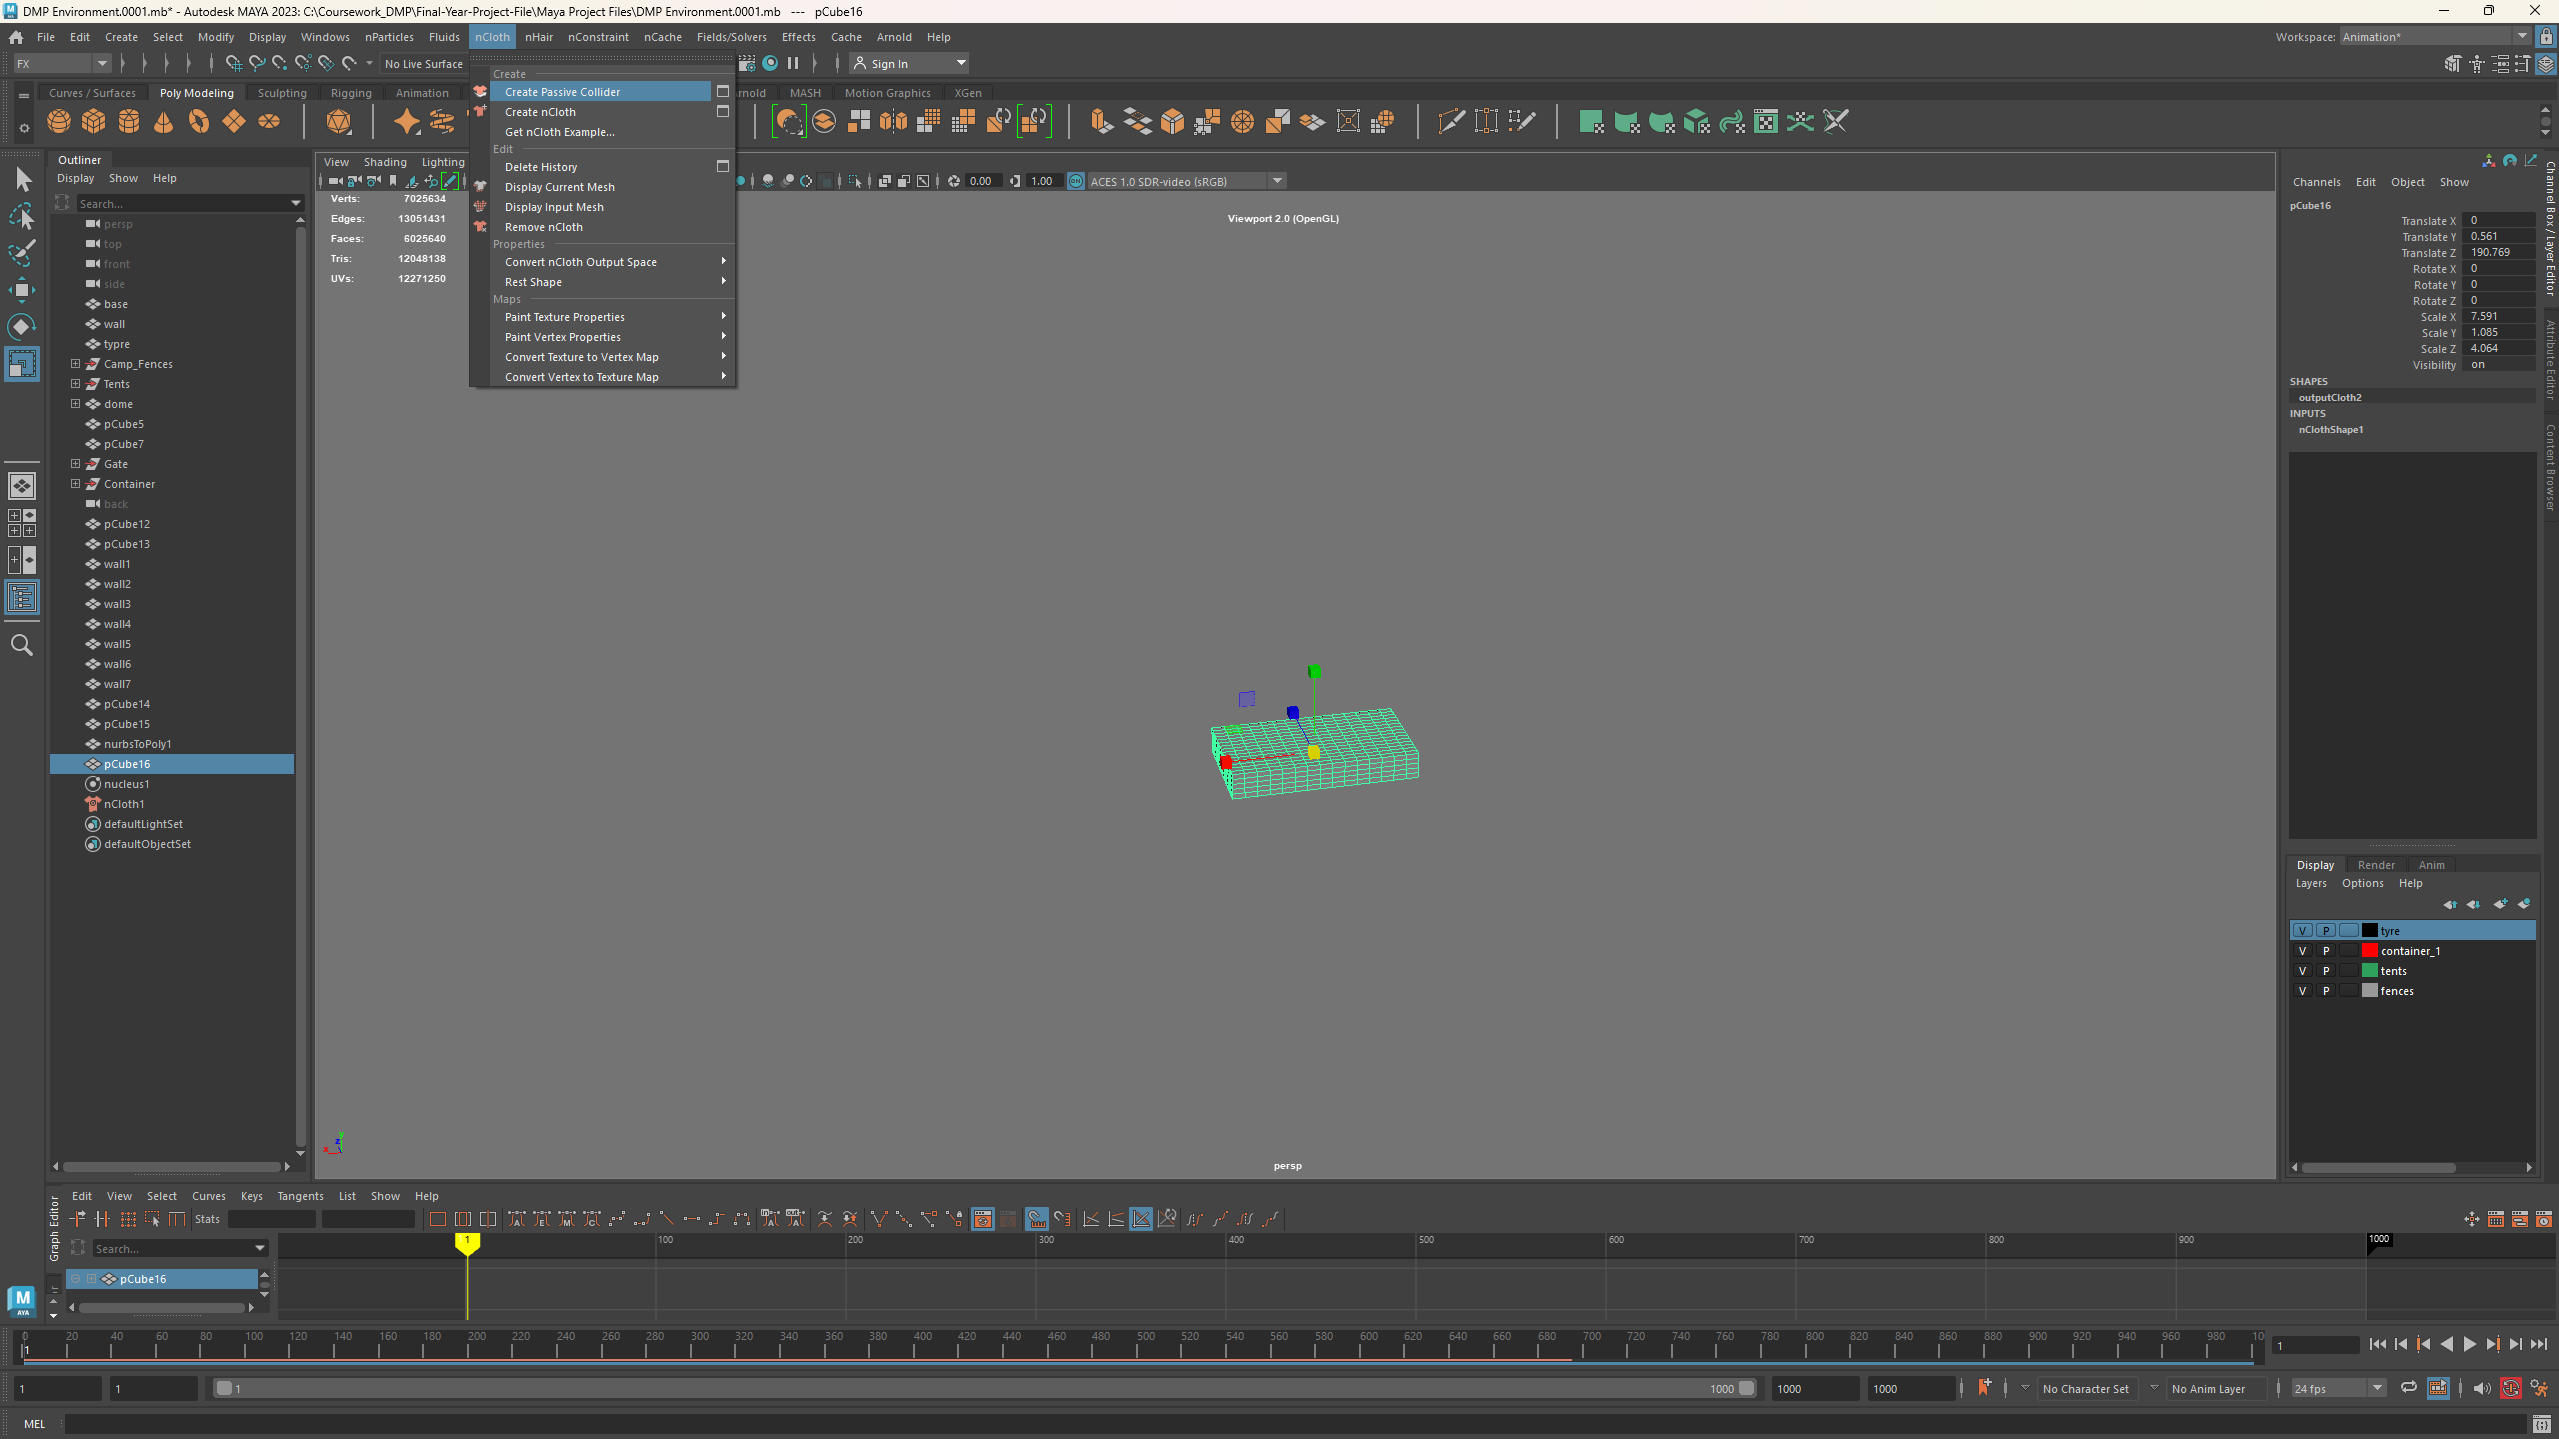 DMP Environment.0001.mb* - Autodesk MAYA 2023: C:\Coursework_DMP\Final-Year-Project-File\Maya Project Files\DMP Environment.0001.mb --- pCube16
File Edit Create Select Modify Display Windows nParticles Fluids nCloth nHair nConstraint nCache Fields/Solvers Effects Cache Arnold Help
Workspace: Animation*
FX No Live Surface Sign In
Curves / Surfaces Poly Modeling Sculpting Rigging Animation rnold MASH Motion Graphics XGen
Create
Create Passive Collider
Create nCloth
Get nCloth Example...
Edit
Delete History
Display Current Mesh
Display Input Mesh
Remove nCloth
Properties
Convert nCloth Output Space
Rest Shape
Maps
Paint Texture Properties
Paint Vertex Properties
Convert Texture to Vertex Map
Convert Vertex to Texture Map
Outliner
Display Show Help
Search...
persp
top
front
side
base
wall
typre
Camp_Fences
Tents
dome
pCube5
pCube7
Gate
Container
back
pCube12
pCube13
wall1
wall2
wall3
wall4
wall5
wall6
wall7
pCube14
pCube15
nurbsToPoly1
pCube16
nucleus1
nCloth1
defaultLightSet
defaultObjectSet
View Shading Lighting
0.00 1.00 ON ACES 1.0 SDR-video (sRGB)
Verts: 7025634
Edges: 13051431
Faces: 6025640
Tris: 12048138
UVs: 12271250
Viewport 2.0 (OpenGL)
y
z
x
persp
Channels Edit Object Show
pCube16
Translate X 0
Translate Y 0.561
Translate Z 190.769
Rotate X 0
Rotate Y 0
Rotate Z 0
Scale X 7.591
Scale Y 1.085
Scale Z 4.064
Visibility on
SHAPES
outputCloth2
INPUTS
nClothShape1
Channel Box / Layer Editor
Attribute Editor
Content Browser
Display Render Anim
Layers Options Help
V P tyre
V P container_1
V P tents
V P fences
Graph Editor
Edit View Select Curves Keys Tangents List Show Help
Stats
Search...
pCube16
1 100 200 300 400 500 600 700 800 900 1000
M
AYA
0 20 40 60 80 100 120 140 160 180 200 220 240 260 280 300 320 340 360 380 400 420 440 460 480 500 520 540 560 580 600 620 640 660 680 700 720 740 760 780 800 820 840 860 880 900 920 940 960 980 10
1
1
1 1 1 1000 1000 1000 No Character Set No Anim Layer 24 fps
MEL